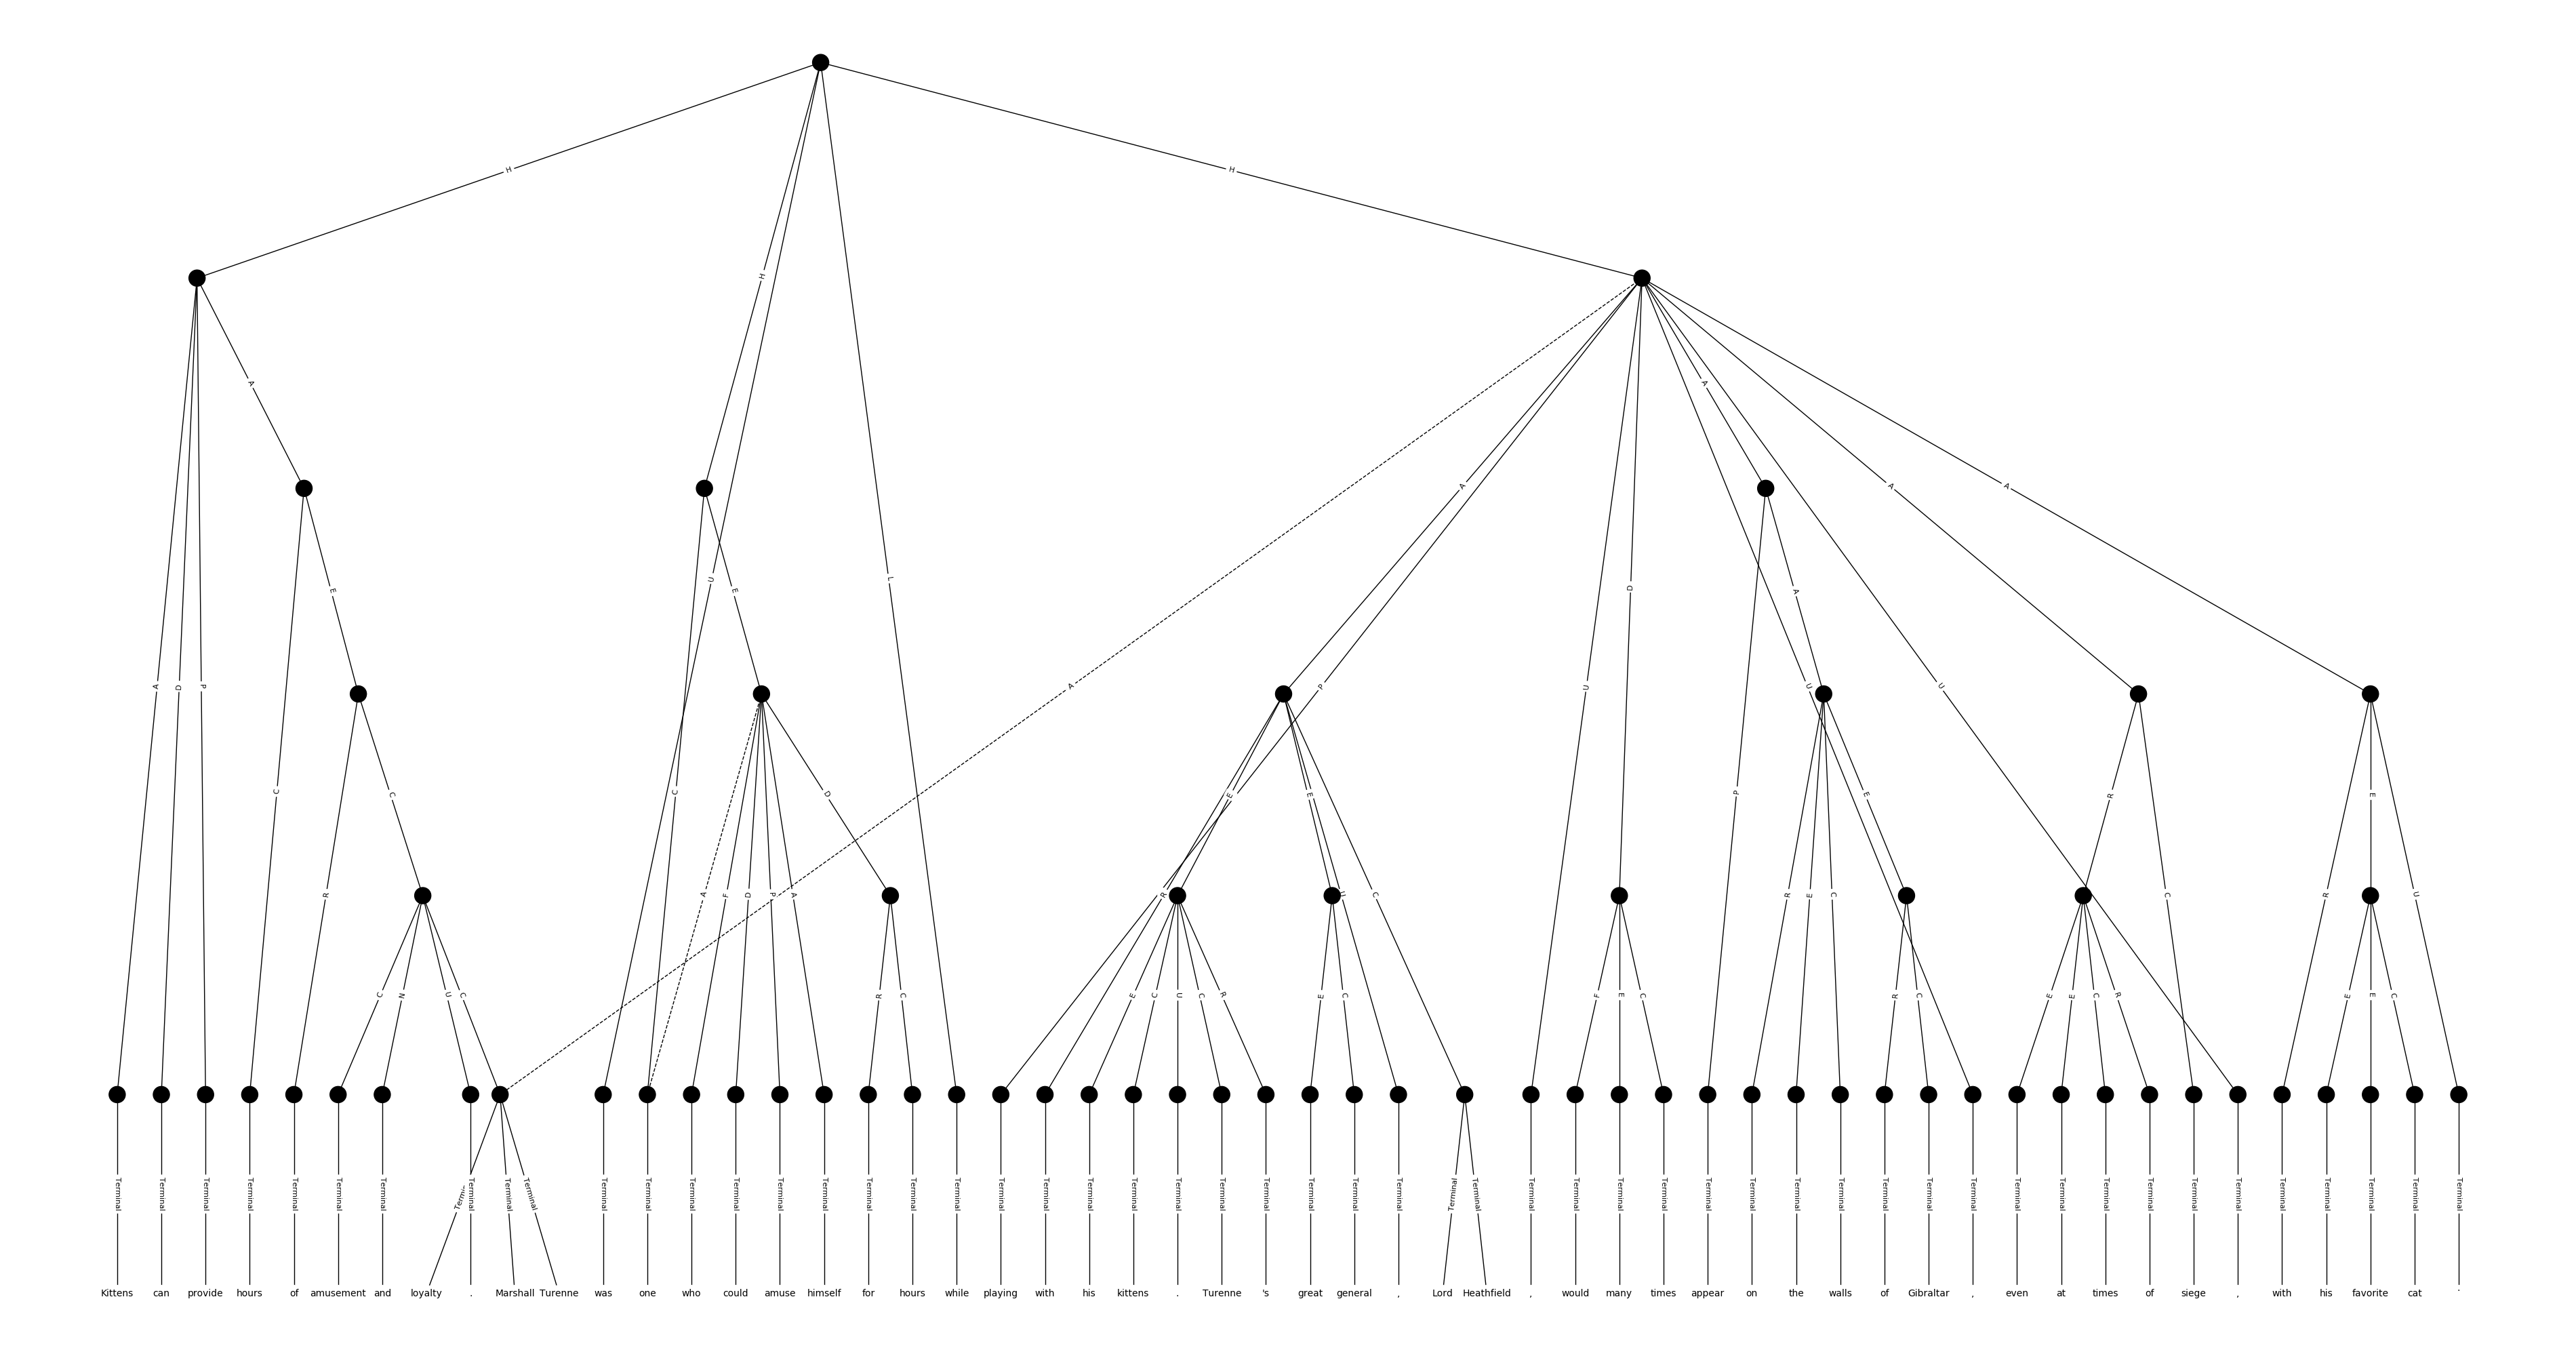 H H
H
A
A A A A
U E D A
A D P L A P U U U
C E C C D E E P E R E
R A F D P A R U C R E C C R U
C N U C R C E C U C R E C F E C R C E E C R E E C
Terminal Terminal Terminal Terminal Terminal Terminal Terminal Terminal Terminal Terminal Terminal Terminal Terminal Terminal Terminal Terminal Terminal Terminal Terminal Terminal Terminal Terminal Terminal Terminal Terminal Terminal Terminal Terminal Terminal Terminal Terminal Terminal Terminal Terminal Terminal Terminal Terminal Terminal Terminal Terminal Terminal Terminal Terminal Terminal Terminal Terminal Terminal Terminal Terminal Terminal Terminal Terminal
Kittens can provide hours of amusement and loyalty . Marshall Turenne was one who could amuse himself for hours while playing with his kittens . Turenne 's great general , Lord Heathfield , would many times appear on the walls of Gibraltar , even at times of siege , with his favorite cat .